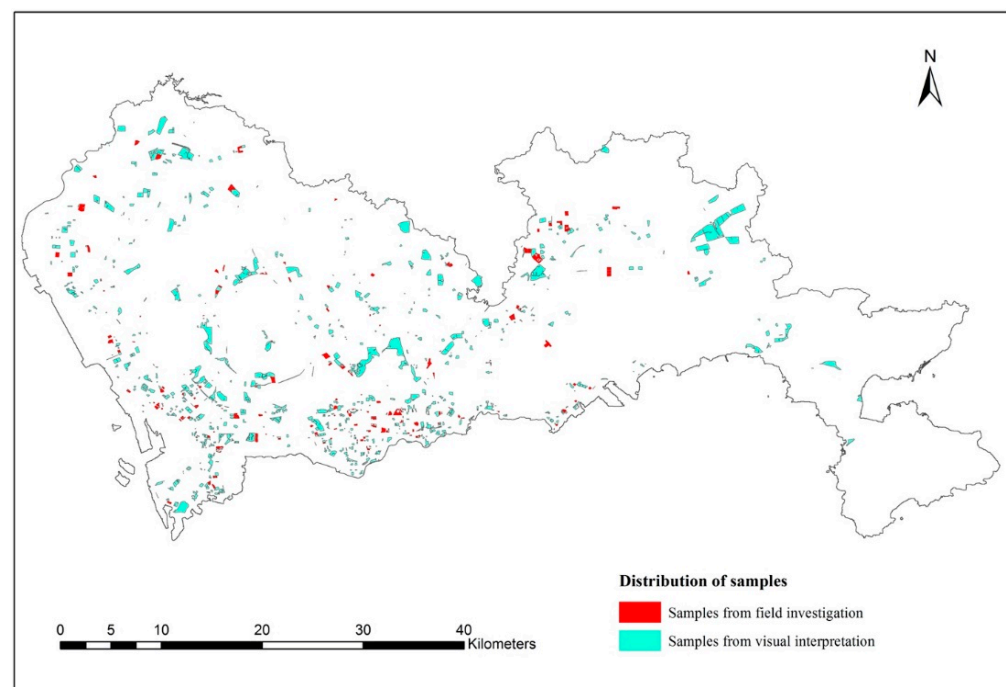 N
Distribution of samples
Samples from field investigation
Samples from visual interpretation
0 5 10 20 30 40
Kilometers